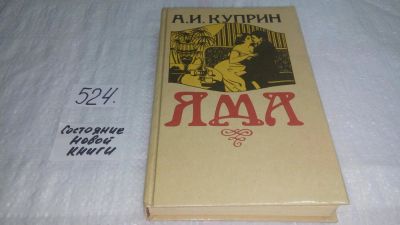 524.
Состояние
новой
книги
А.И. КУПРИН
ЯМА